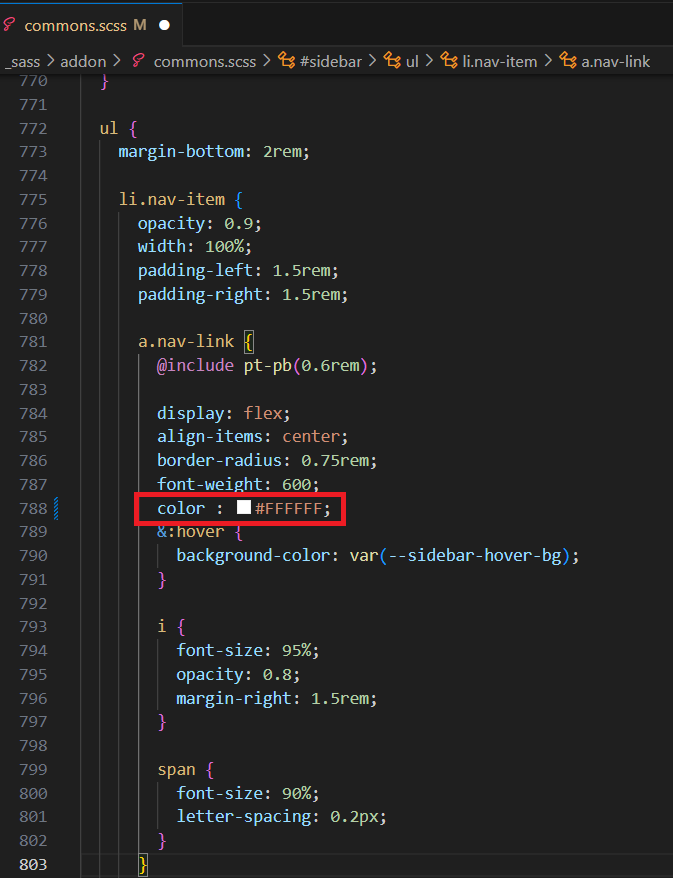 commons.scss M
_sass > addon > commons.scss > #sidebar > ul > li.nav-item > a.nav-link
770 }
771
772 ul {
773 margin-bottom: 2rem;
774
775 li.nav-item {
776 opacity: 0.9;
777 width: 100%;
778 padding-left: 1.5rem;
779 padding-right: 1.5rem;
780
781 a.nav-link {
782 @include pt-pb(0.6rem);
783
784 display: flex;
785 align-items: center;
786 border-radius: 0.75rem;
787 font-weight: 600;
788 color : #FFFFFF;
789 &:hover {
790 background-color: var(--sidebar-hover-bg);
791 }
792
793 i {
794 font-size: 95%;
795 opacity: 0.8;
796 margin-right: 1.5rem;
797 }
798
799 span {
800 font-size: 90%;
801 letter-spacing: 0.2px;
802 }
803 }